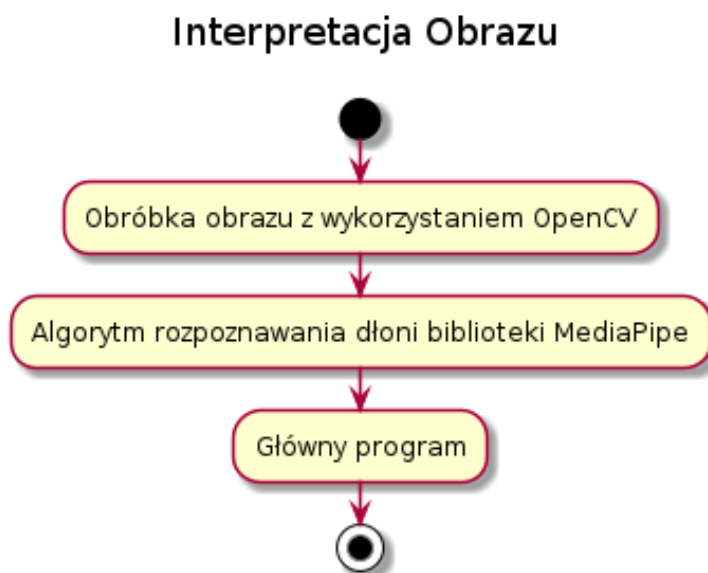 Interpretacja Obrazu
Obróbka obrazu z wykorzystaniem OpenCV
Algorytm rozpoznawania dłoni biblioteki MediaPipe
Główny program